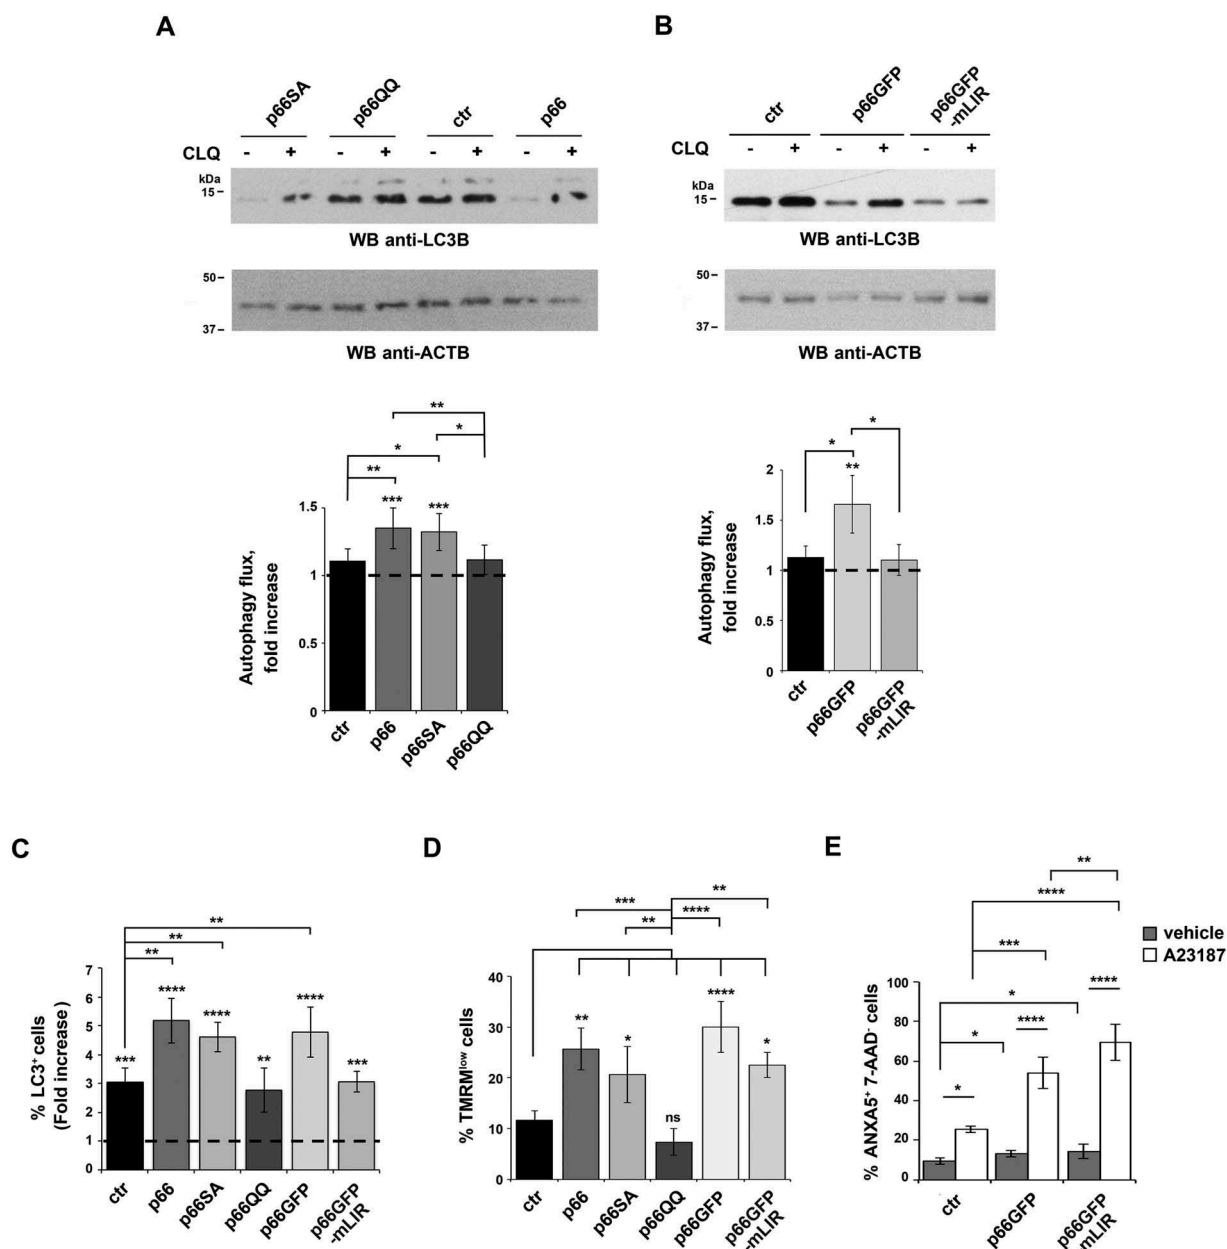 A
p66SA p66QQ ctr p66
CLQ - + - + - + - +
kDa
15
WB anti-LC3B
50
37
WB anti-ACTB
**
*
*
**
*** ***
1.5
1
0.5
0
Autophagy flux,
fold increase
ctr p66 p66SA p66QQ
B
ctr p66GFP p66GFP
-mLIR
CLQ - + - + - +
kDa
15
WB anti-LC3B
50
37
WB anti-ACTB
*
*
**
2
1.5
1
0.5
0
Autophagy flux,
fold increase
ctr p66GFP p66GFP
-mLIR
C
**
**
**
*** **** **** ** **** ***
7
6
5
4
3
2
1
0
% LC3+ cells
(Fold increase)
ctr p66 p66SA p66QQ p66GFP p66GFP
-mLIR
D
*** **
** ****
** * ns **** *
40
30
20
10
0
% TMRMlow cells
ctr p66 p66SA p66QQ p66GFP p66GFP
-mLIR
E
**
****
***
*
*
* **** ****
vehicle
A23187
100
80
60
40
20
0
% ANXA5+ 7-AAD- cells
ctr p66GFP p66GFP
mLIR